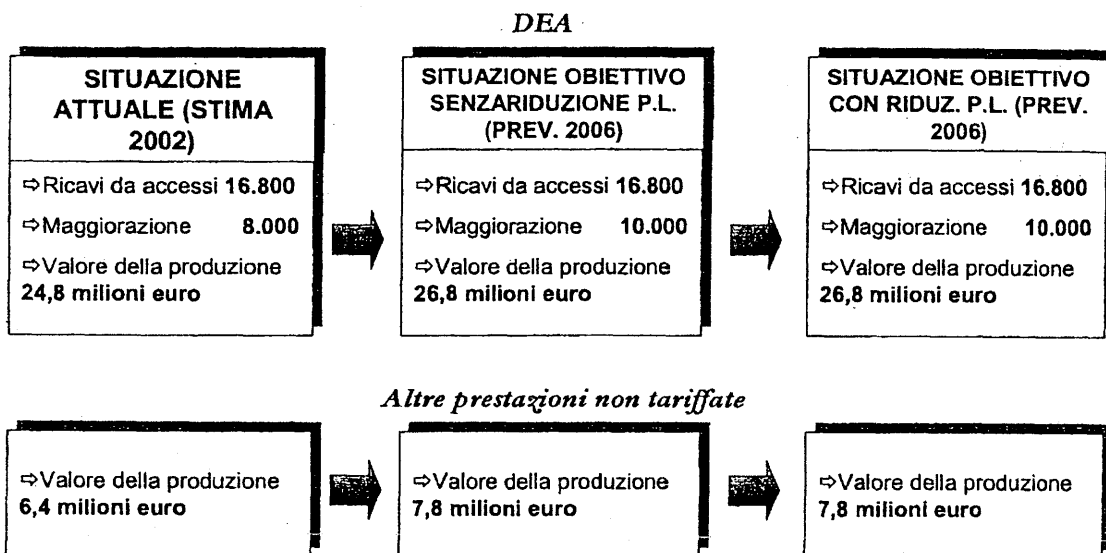 DEA
SITUAZIONE
ATTUALE (STIMA
2002)
⇨Ricavi da accessi 16.800
⇨Maggiorazione 8.000
⇨Valore della produzione
24,8 milioni euro
SITUAZIONE OBIETTIVO
SENZARIDUZIONE P.L.
(PREV. 2006)
⇨Ricavi da accessi 16.800
⇨Maggiorazione 10.000
⇨Valore della produzione
26,8 milioni euro
SITUAZIONE OBIETTIVO
CON RIDUZ. P.L. (PREV.
2006)
⇨Ricavi da accessi 16.800
⇨Maggiorazione 10.000
⇨Valore della produzione
26,8 milioni euro
Altre prestazioni non tariffate
⇨Valore della produzione
6,4 milioni euro
⇨Valore della produzione
7,8 milioni euro
⇨Valore della produzione
7,8 milioni euro